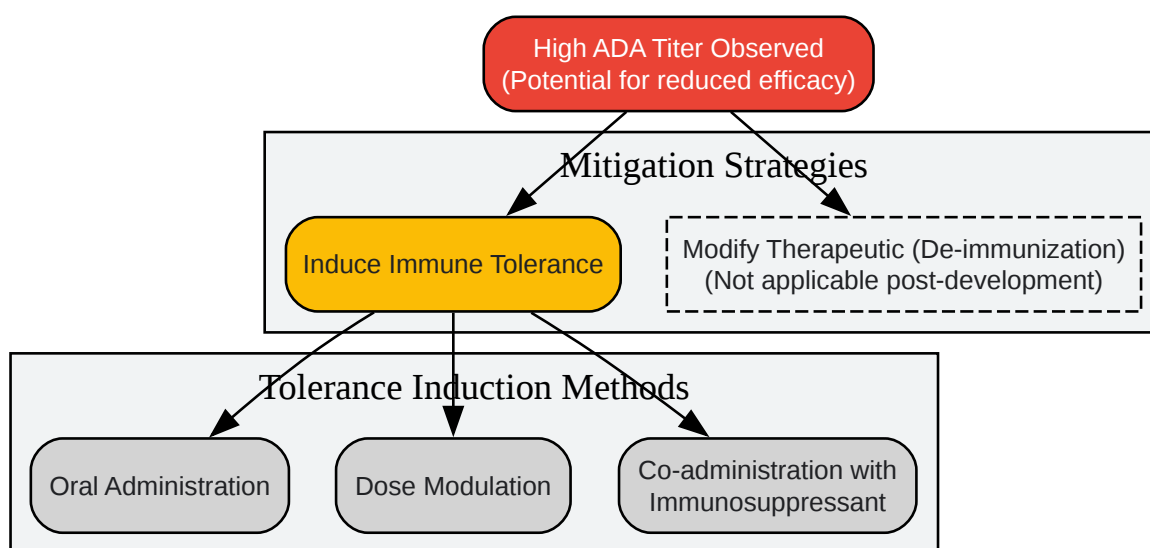 High ADA Titer Observed
(Potential for reduced efficacy)
Mitigation Strategies
Induce Immune Tolerance
Modify Therapeutic (De-immunization)
(Not applicable post-development)
Tolerance Induction Methods
Oral Administration
Dose Modulation
Co-administration with
Immunosuppressant